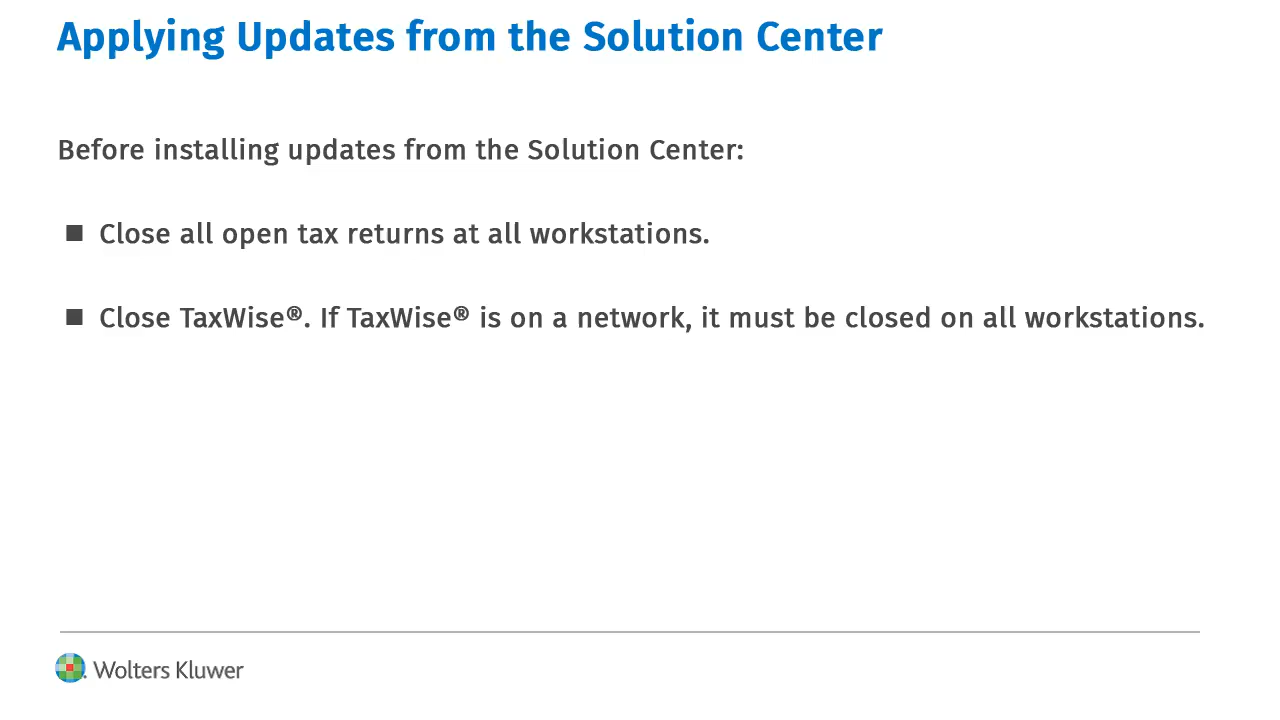 Applying Updates from the Solution Center
Before installing updates from the Solution Center:
■ Close all open tax returns at all workstations.
■ Close TaxWise®. If TaxWise® is on a network, it must be closed on all workstations.
Wolters Kluwer